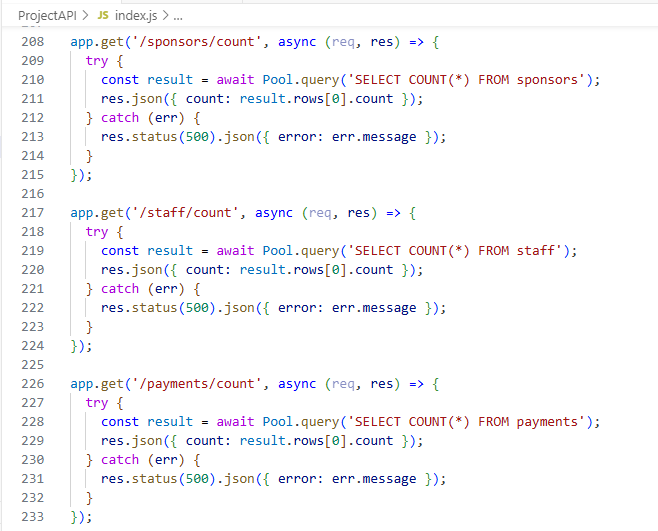 ProjectAPI > JS index.js > ...
208 app.get('/sponsors/count', async (req, res) => {
209 try {
210 const result = await Pool.query('SELECT COUNT(*) FROM sponsors');
211 res.json({ count: result.rows[0].count });
212 } catch (err) {
213 res.status(500).json({ error: err.message });
214 }
215 });
216
217 app.get('/staff/count', async (req, res) => {
218 try {
219 const result = await Pool.query('SELECT COUNT(*) FROM staff');
220 res.json({ count: result.rows[0].count });
221 } catch (err) {
222 res.status(500).json({ error: err.message });
223 }
224 });
225
226 app.get('/payments/count', async (req, res) => {
227 try {
228 const result = await Pool.query('SELECT COUNT(*) FROM payments');
229 res.json({ count: result.rows[0].count });
230 } catch (err) {
231 res.status(500).json({ error: err.message });
232 }
233 });